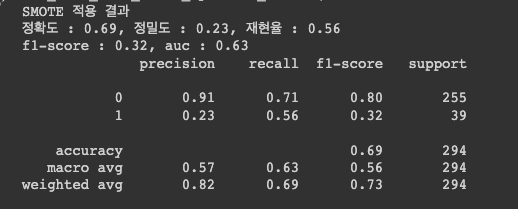 SMOTE 적용 결과
정확도 : 0.69, 정밀도 : 0.23, 재현율 : 0.56
f1-score : 0.32, auc : 0.63
precision recall f1-score support
0 0.91 0.71 0.80 255
1 0.23 0.56 0.32 39
accuracy 0.69 294
macro avg 0.57 0.63 0.56 294
weighted avg 0.82 0.69 0.73 294